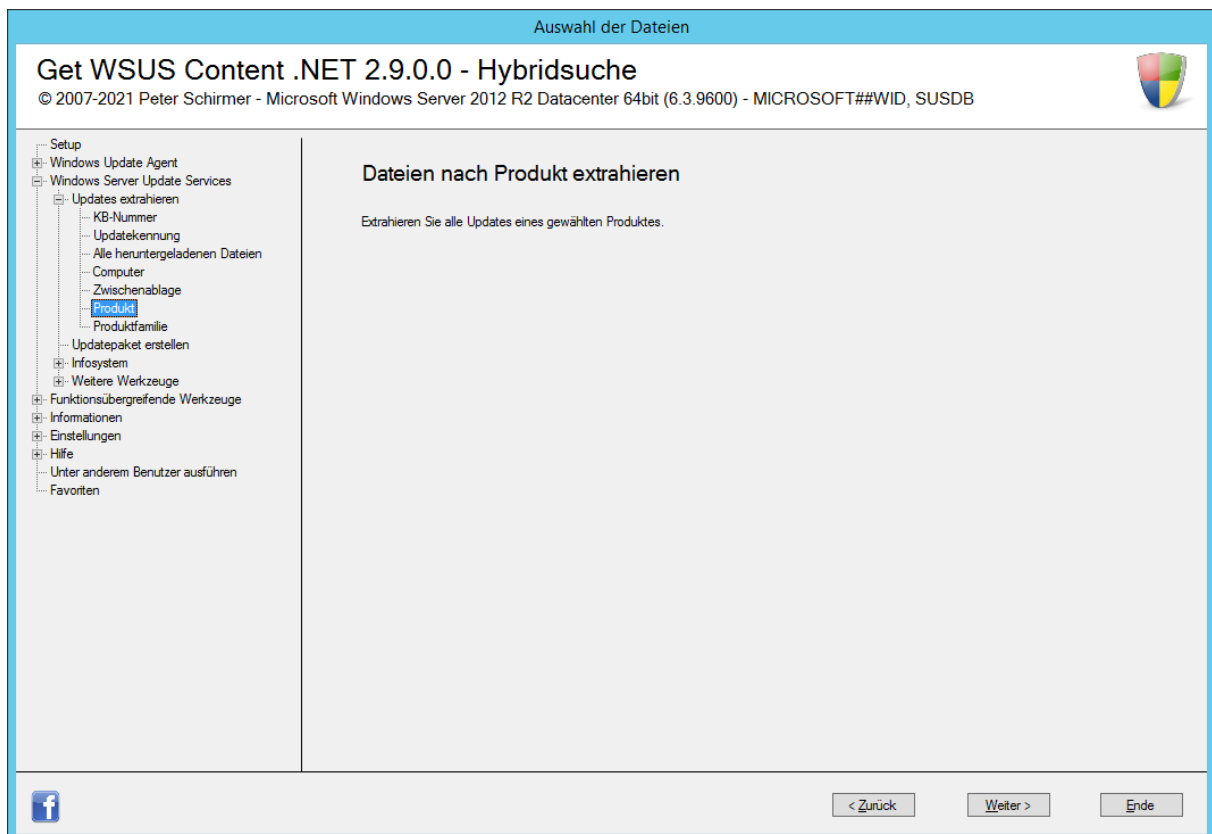 Auswahl der Dateien
Get WSUS Content .NET 2.9.0.0 - Hybridsuche
© 2007-2021 Peter Schirmer - Microsoft Windows Server 2012 R2 Datacenter 64bit (6.3.9600) - MICROSOFT##WID, SUSDB
Setup
Windows Update Agent
Windows Server Update Services
Updates extrahieren
KB-Nummer
Updatekennung
Alle heruntergeladenen Dateien
Computer
Zwischenablage
Produkt
Produktfamilie
Updatepaket erstellen
Infosystem
Weitere Werkzeuge
Funktionsübergreifende Werkzeuge
Informationen
Einstellungen
Hilfe
Unter anderem Benutzer ausführen
Favoriten
Dateien nach Produkt extrahieren
Extrahieren Sie alle Updates eines gewählten Produktes.
f
< Zurück
Weiter >
Ende